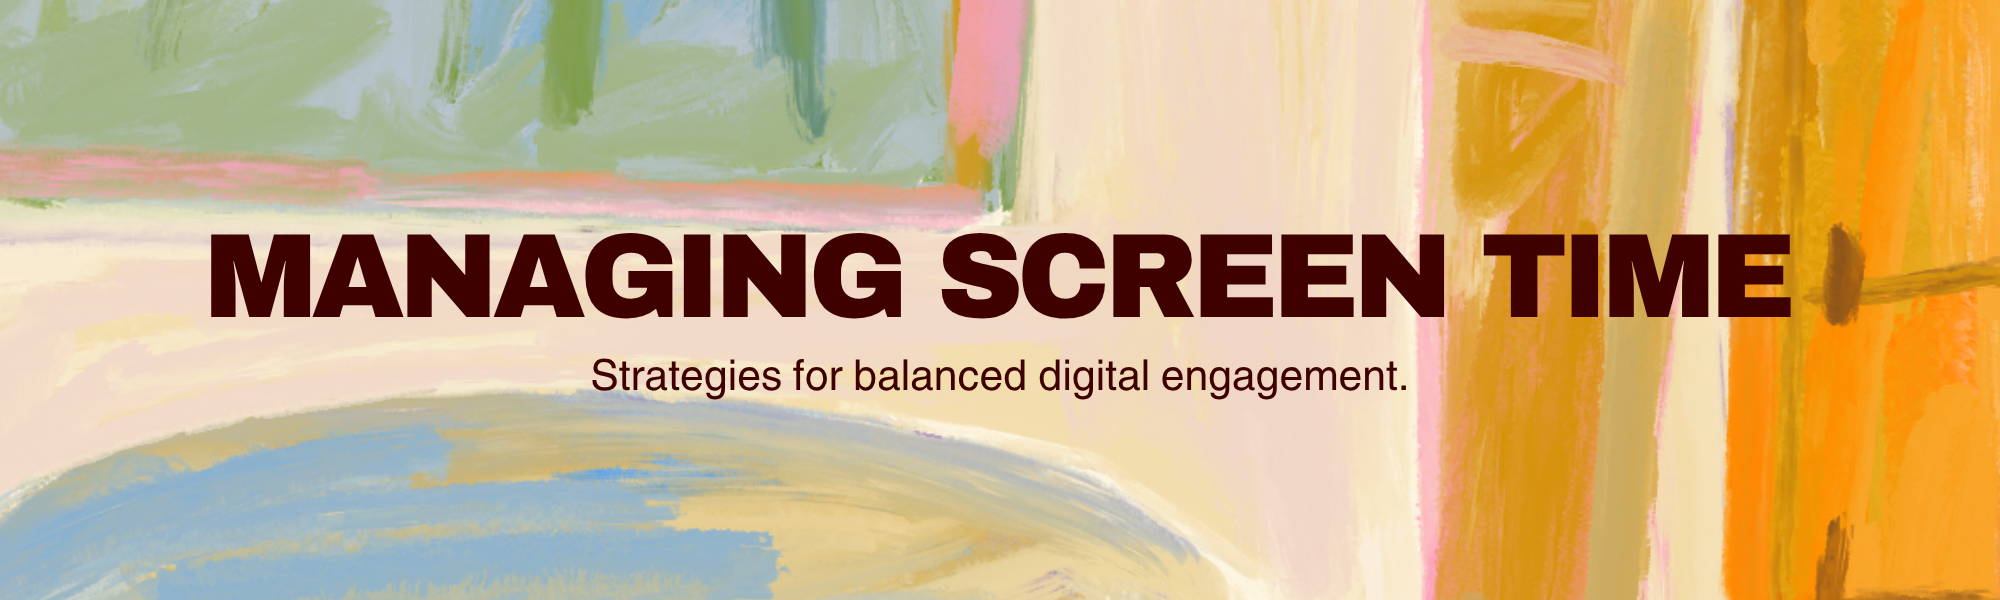 MANAGING SCREEN TIME
Strategies for balanced digital engagement.